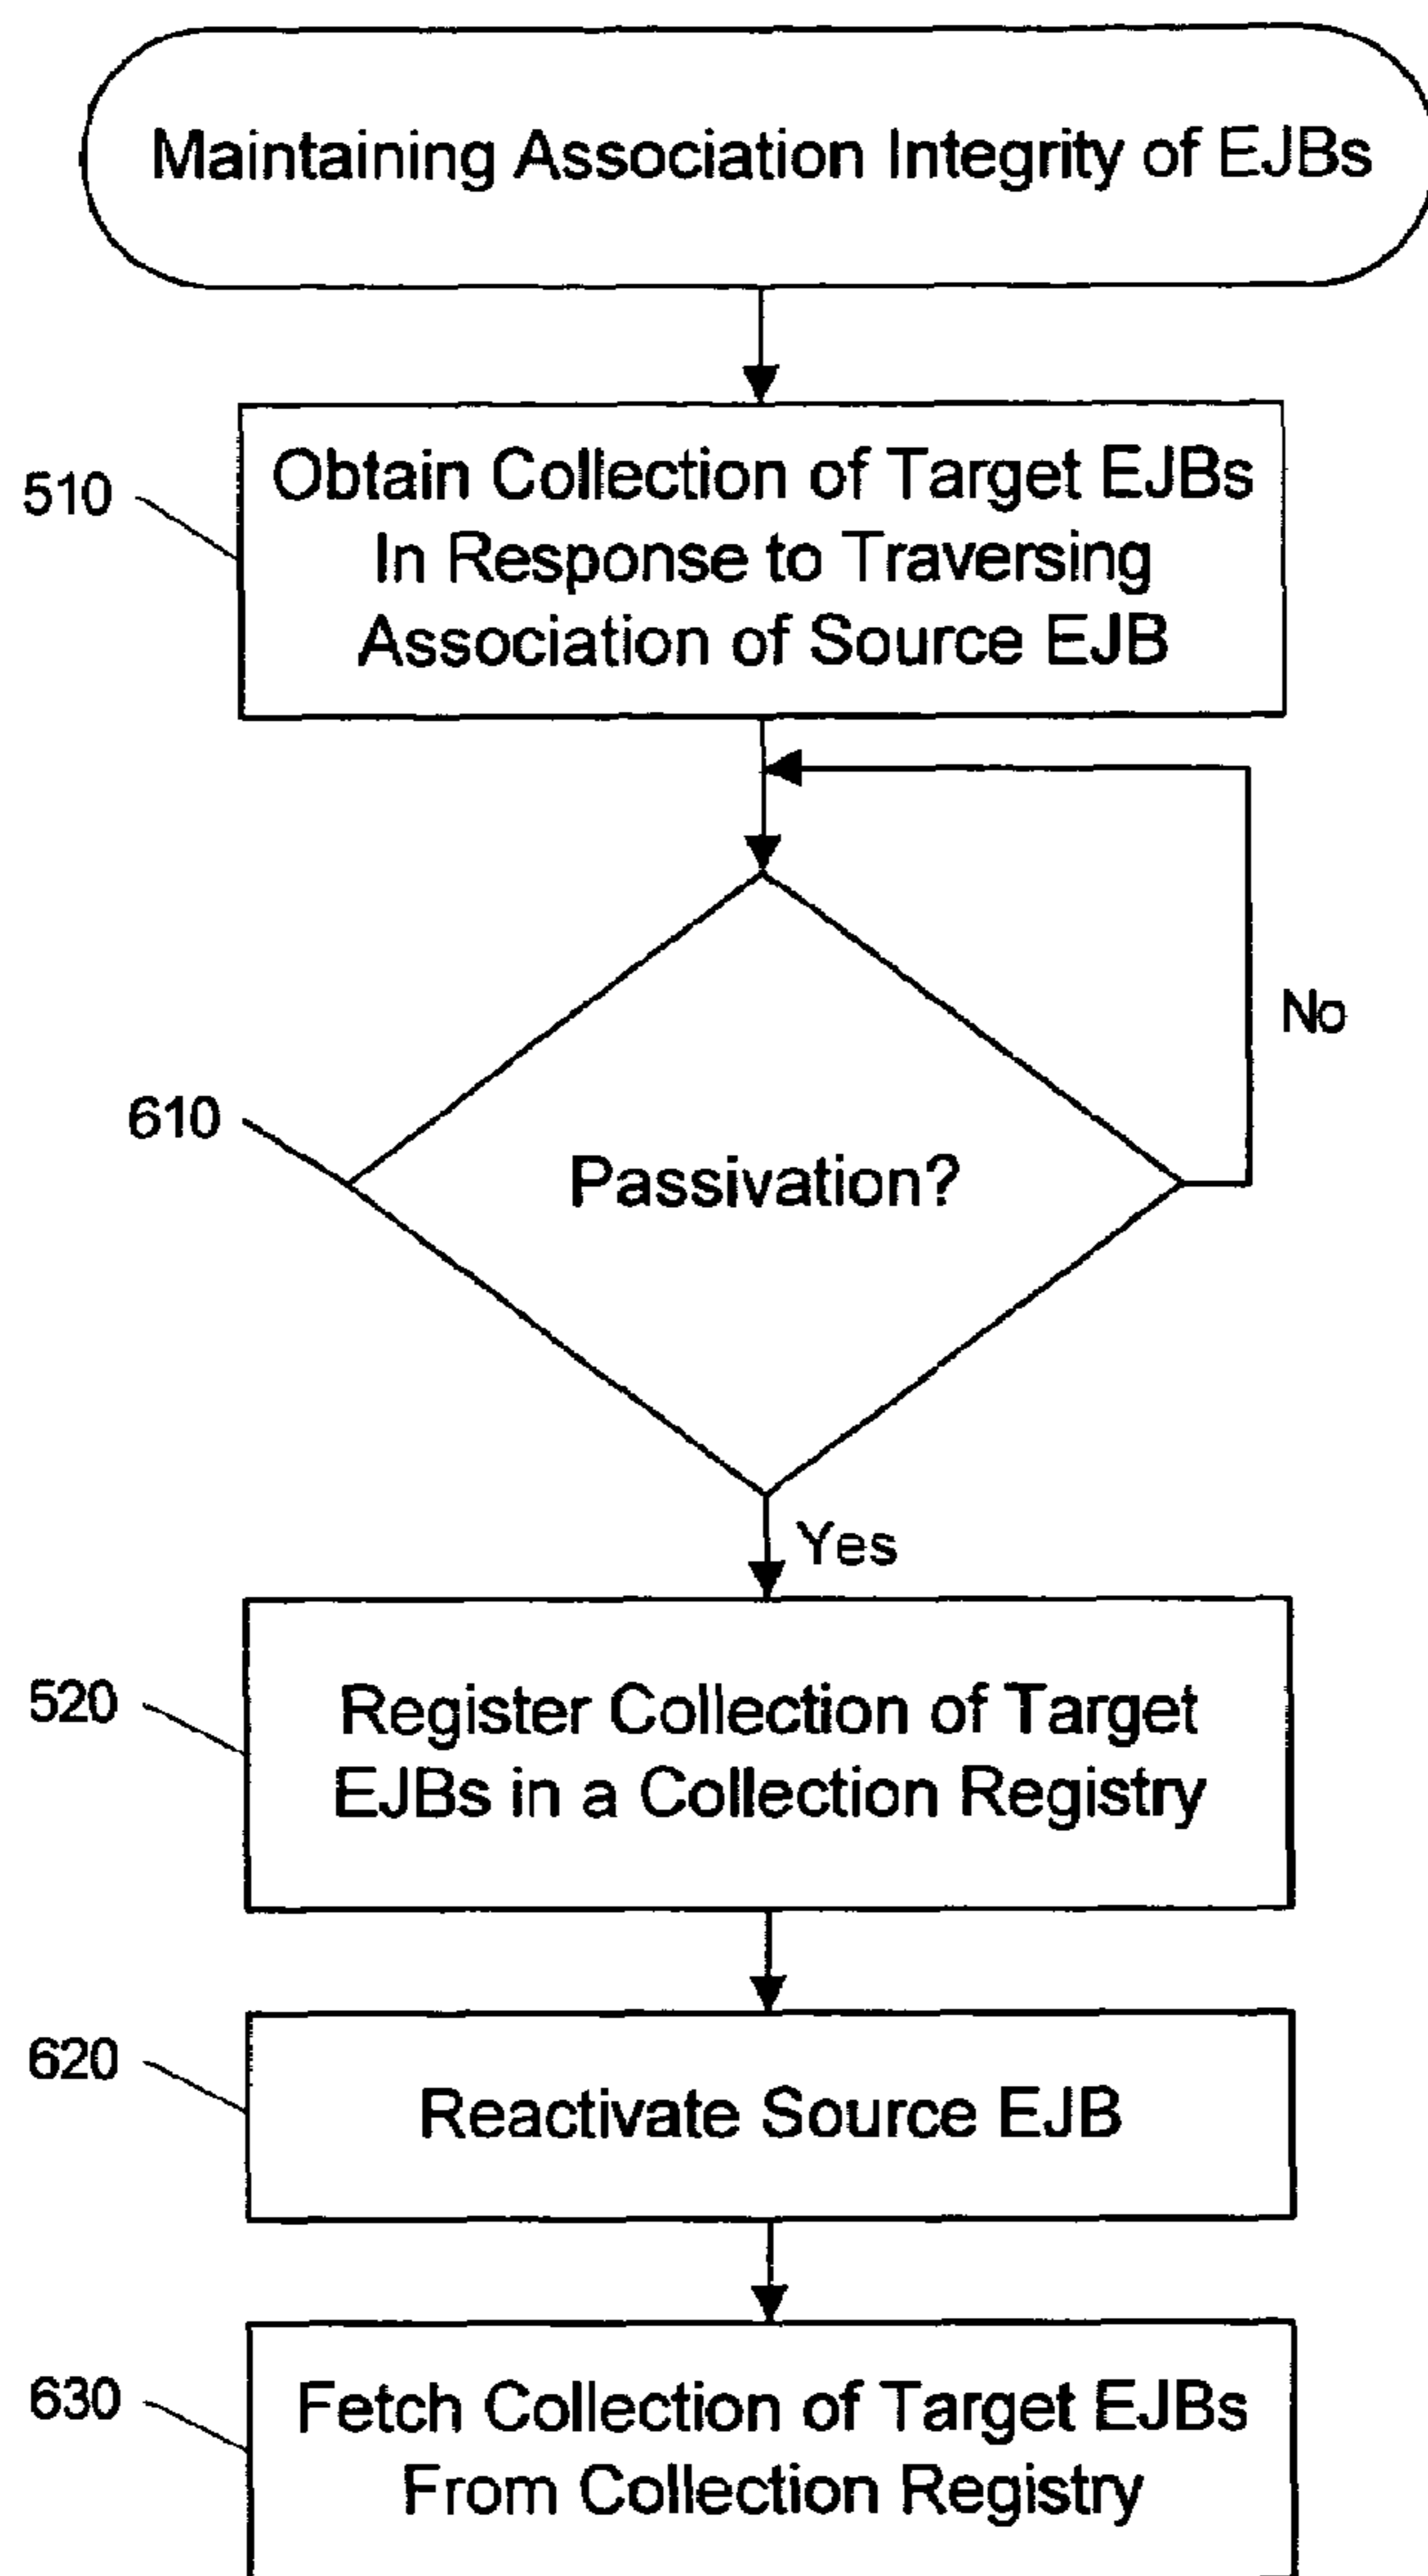 Maintaining Association Integrity of EJBs
510
Obtain Collection of Target EJBs
In Response to Traversing
Association of Source EJB
No
610
Passivation?
Yes
520
Register Collection of Target
EJBs in a Collection Registry
620
Reactivate Source EJB
630
Fetch Collection of Target EJBs
From Collection Registry